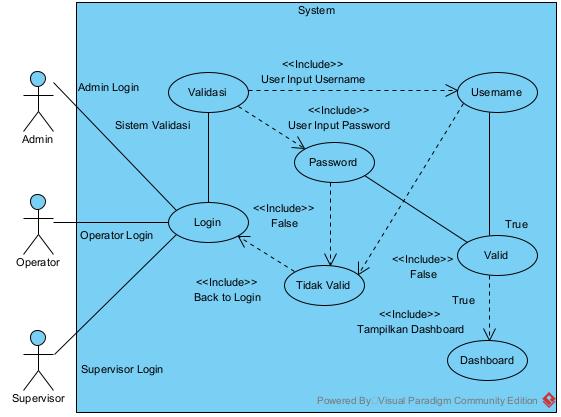 System
<<Include>>
User Input Username
Admin Login
Validasi
Username
<<Include>>
User Input Password
Sistem Validasi
Admin
Password
<<Include>>
False
Login
True
Operator Login
Operator
Valid
<<Include>>
False
<<Include>>
Back to Login
Tidak Valid
True
<<Include>>
Tampilkan Dashboard
Dashboard
Supervisor Login
Supervisor
Powered By Visual Paradigm Community Edition